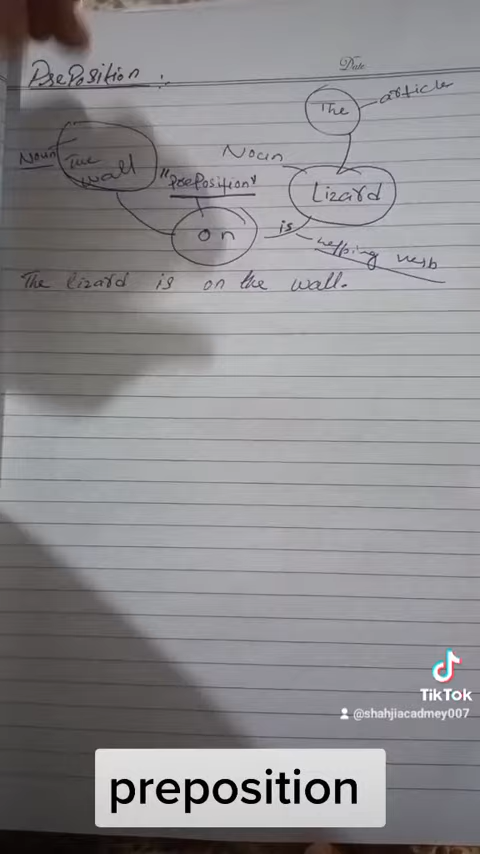 Preposition :.
Date
The article
Noun The wall
Noun
"Preposition"
Lizard
on
is helping verb
The lizard is on the wall.
TikTok
@shahjiacadmey007
preposition